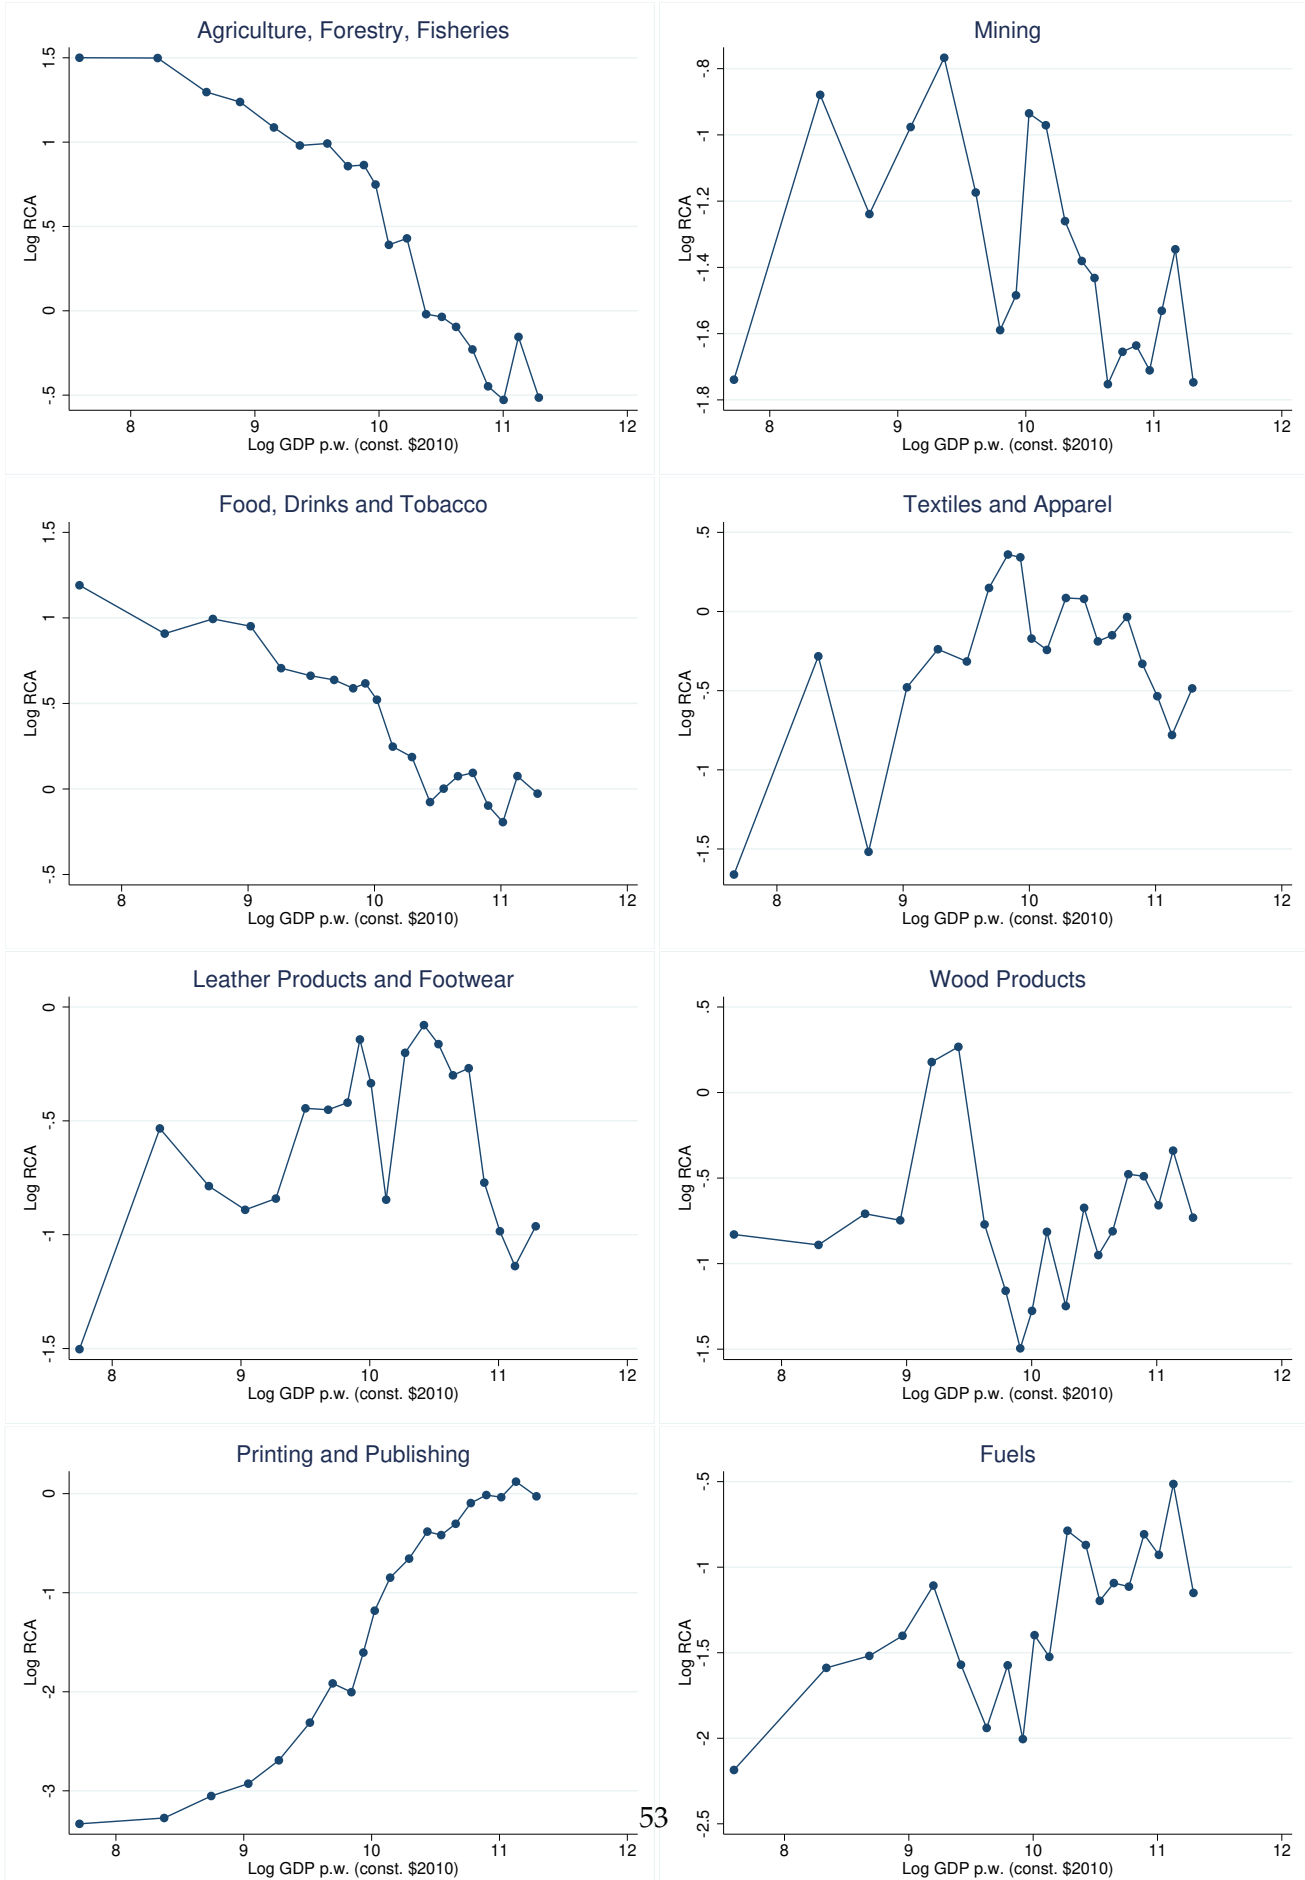 Agriculture, Forestry, Fisheries
Log RCA
1.5
1
.5
0
-.5
8 9 10 11 12
Log GDP p.w. (const. $2010)
Mining
Log RCA
-.8
-1
-1.2
-1.4
-1.6
-1.8
8 9 10 11 12
Log GDP p.w. (const. $2010)
Food, Drinks and Tobacco
Log RCA
1.5
1
.5
0
-.5
8 9 10 11 12
Log GDP p.w. (const. $2010)
Textiles and Apparel
Log RCA
.5
0
-.5
-1
-1.5
8 9 10 11 12
Log GDP p.w. (const. $2010)
Leather Products and Footwear
Log RCA
0
-.5
-1
-1.5
8 9 10 11 12
Log GDP p.w. (const. $2010)
Wood Products
Log RCA
.5
0
-.5
-1
-1.5
8 9 10 11 12
Log GDP p.w. (const. $2010)
Printing and Publishing
Log RCA
0
-1
-2
-3
8 9 10 11 12
Log GDP p.w. (const. $2010)
Fuels
Log RCA
-.5
-1
-1.5
-2
-2.5
8 9 10 11 12
Log GDP p.w. (const. $2010)
53